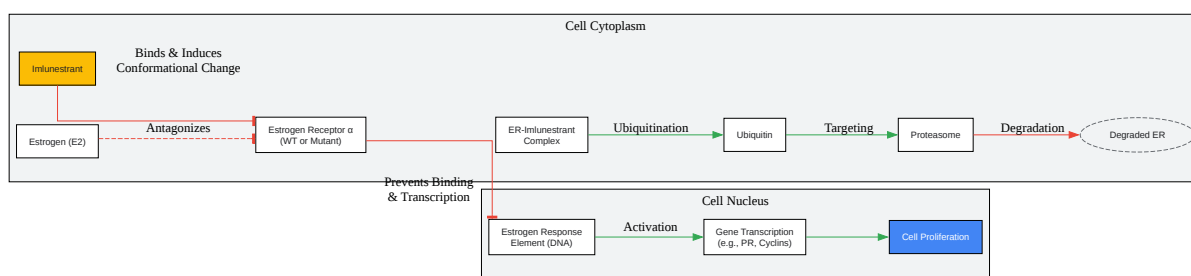 Cell Cytoplasm
Binds & Induces
Conformational Change
Imlunestrant
Estrogen (E2)
Antagonizes
Estrogen Receptor α
(WT or Mutant)
ER-Imlunestrant
Complex
Ubiquitination
Ubiquitin
Targeting
Proteasome
Degradation
Degraded ER
Prevents Binding
& Transcription
Cell Nucleus
Estrogen Response
Element (DNA)
Activation
Gene Transcription
(e.g., PR, Cyclins)
Cell Proliferation